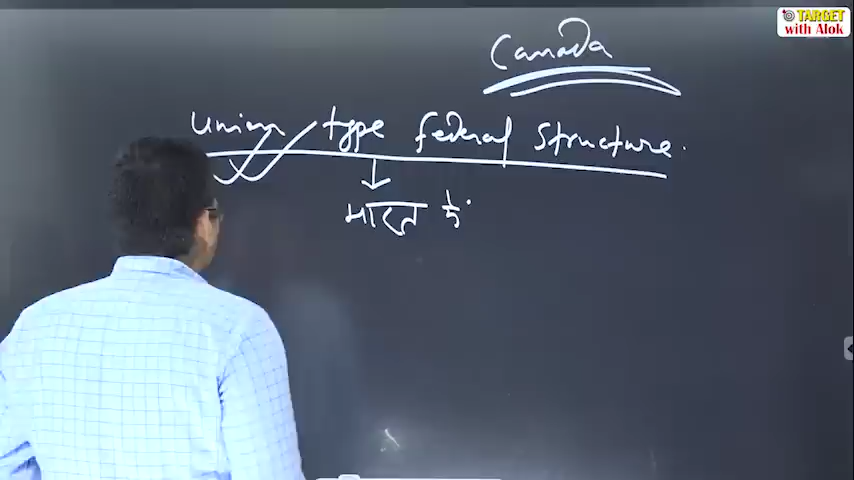 TARGET
with Alok
Canada
Union type federal structure.
भारत में